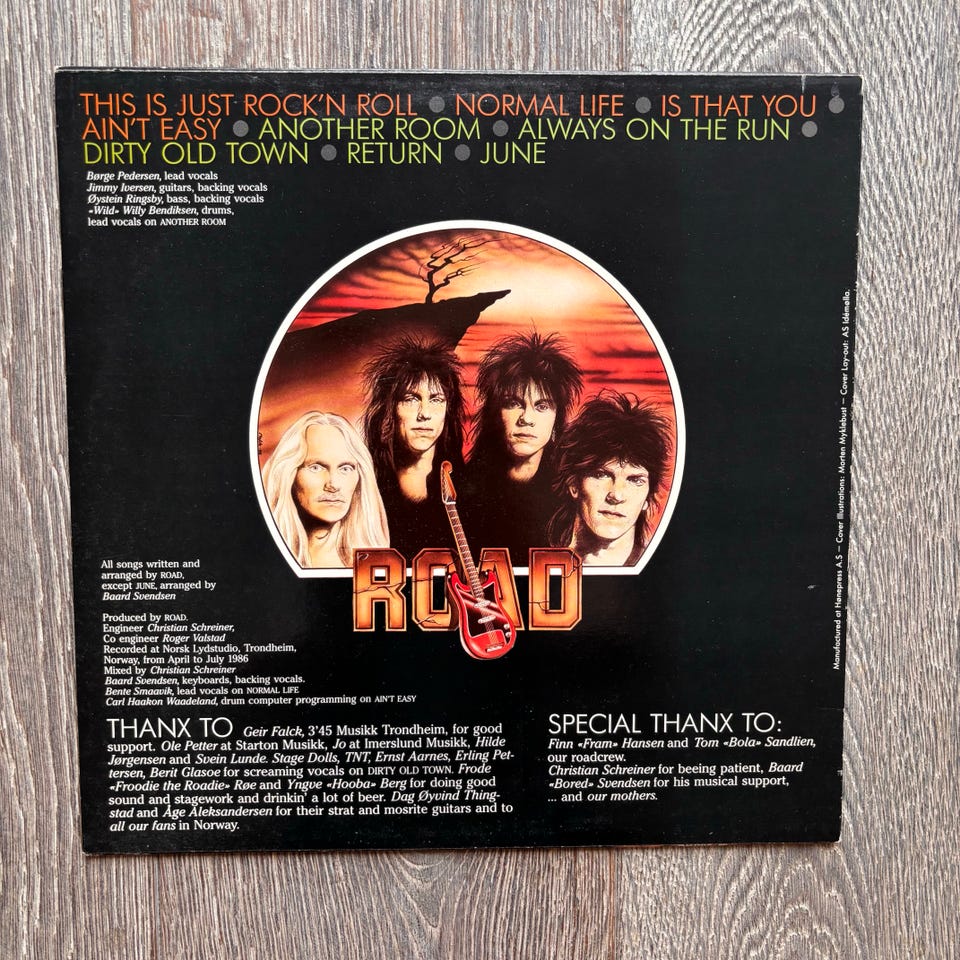 THIS IS JUST ROCK'N ROLL ● NORMAL LIFE ● IS THAT YOU ●
AIN'T EASY ● ANOTHER ROOM ● ALWAYS ON THE RUN ●
DIRTY OLD TOWN ● RETURN ● JUNE
Børge Pedersen, lead vocals
Jimmy Iversen, guitars, backing vocals
Øystein Ringsby, bass, backing vocals
«Wild» Willy Bendiksen, drums,
lead vocals on ANOTHER ROOM
ROAD
All songs written and
arranged by ROAD,
except JUNE, arranged by
Baard Svendsen
Produced by ROAD.
Engineer Christian Schreiner,
Co engineer Roger Valstad
Recorded at Norsk Lydstudio, Trondheim,
Norway, from April to July 1986
Mixed by Christian Schreiner
Baard Svendsen, keyboards, backing vocals.
Bente Smaavik, lead vocals on NORMAL LIFE
Carl Haakon Waadeland, drum computer programming on AIN'T EASY
THANX TO Geir Falck, 3'45 Musikk Trondheim, for good
support. Ole Petter at Starton Musikk, Jo at Imerslund Musikk, Hilde
Jørgensen and Svein Lunde. Stage Dolls, TNT, Ernst Aarnes, Erling Pet-
tersen, Berit Glasoe for screaming vocals on DIRTY OLD TOWN. Frode
«Froodie the Roadie» Røe and Yngve «Hooba» Berg for doing good
sound and stagework and drinkin' a lot of beer. Dag Øyvind Thing-
stad and Åge Aleksandersen for their strat and mosrite guitars and to
all our fans in Norway.
SPECIAL THANX TO:
Finn «Fram» Hansen and Tom «Bola» Sandlien,
our roadcrew.
Christian Schreiner for beeing patient, Baard
«Bored» Svendsen for his musical support,
... and our mothers.
Manufactured at Hønepress A.S — Cover Illustrations: Morten Myklebust — Cover Lay-out: AS Idémølla.